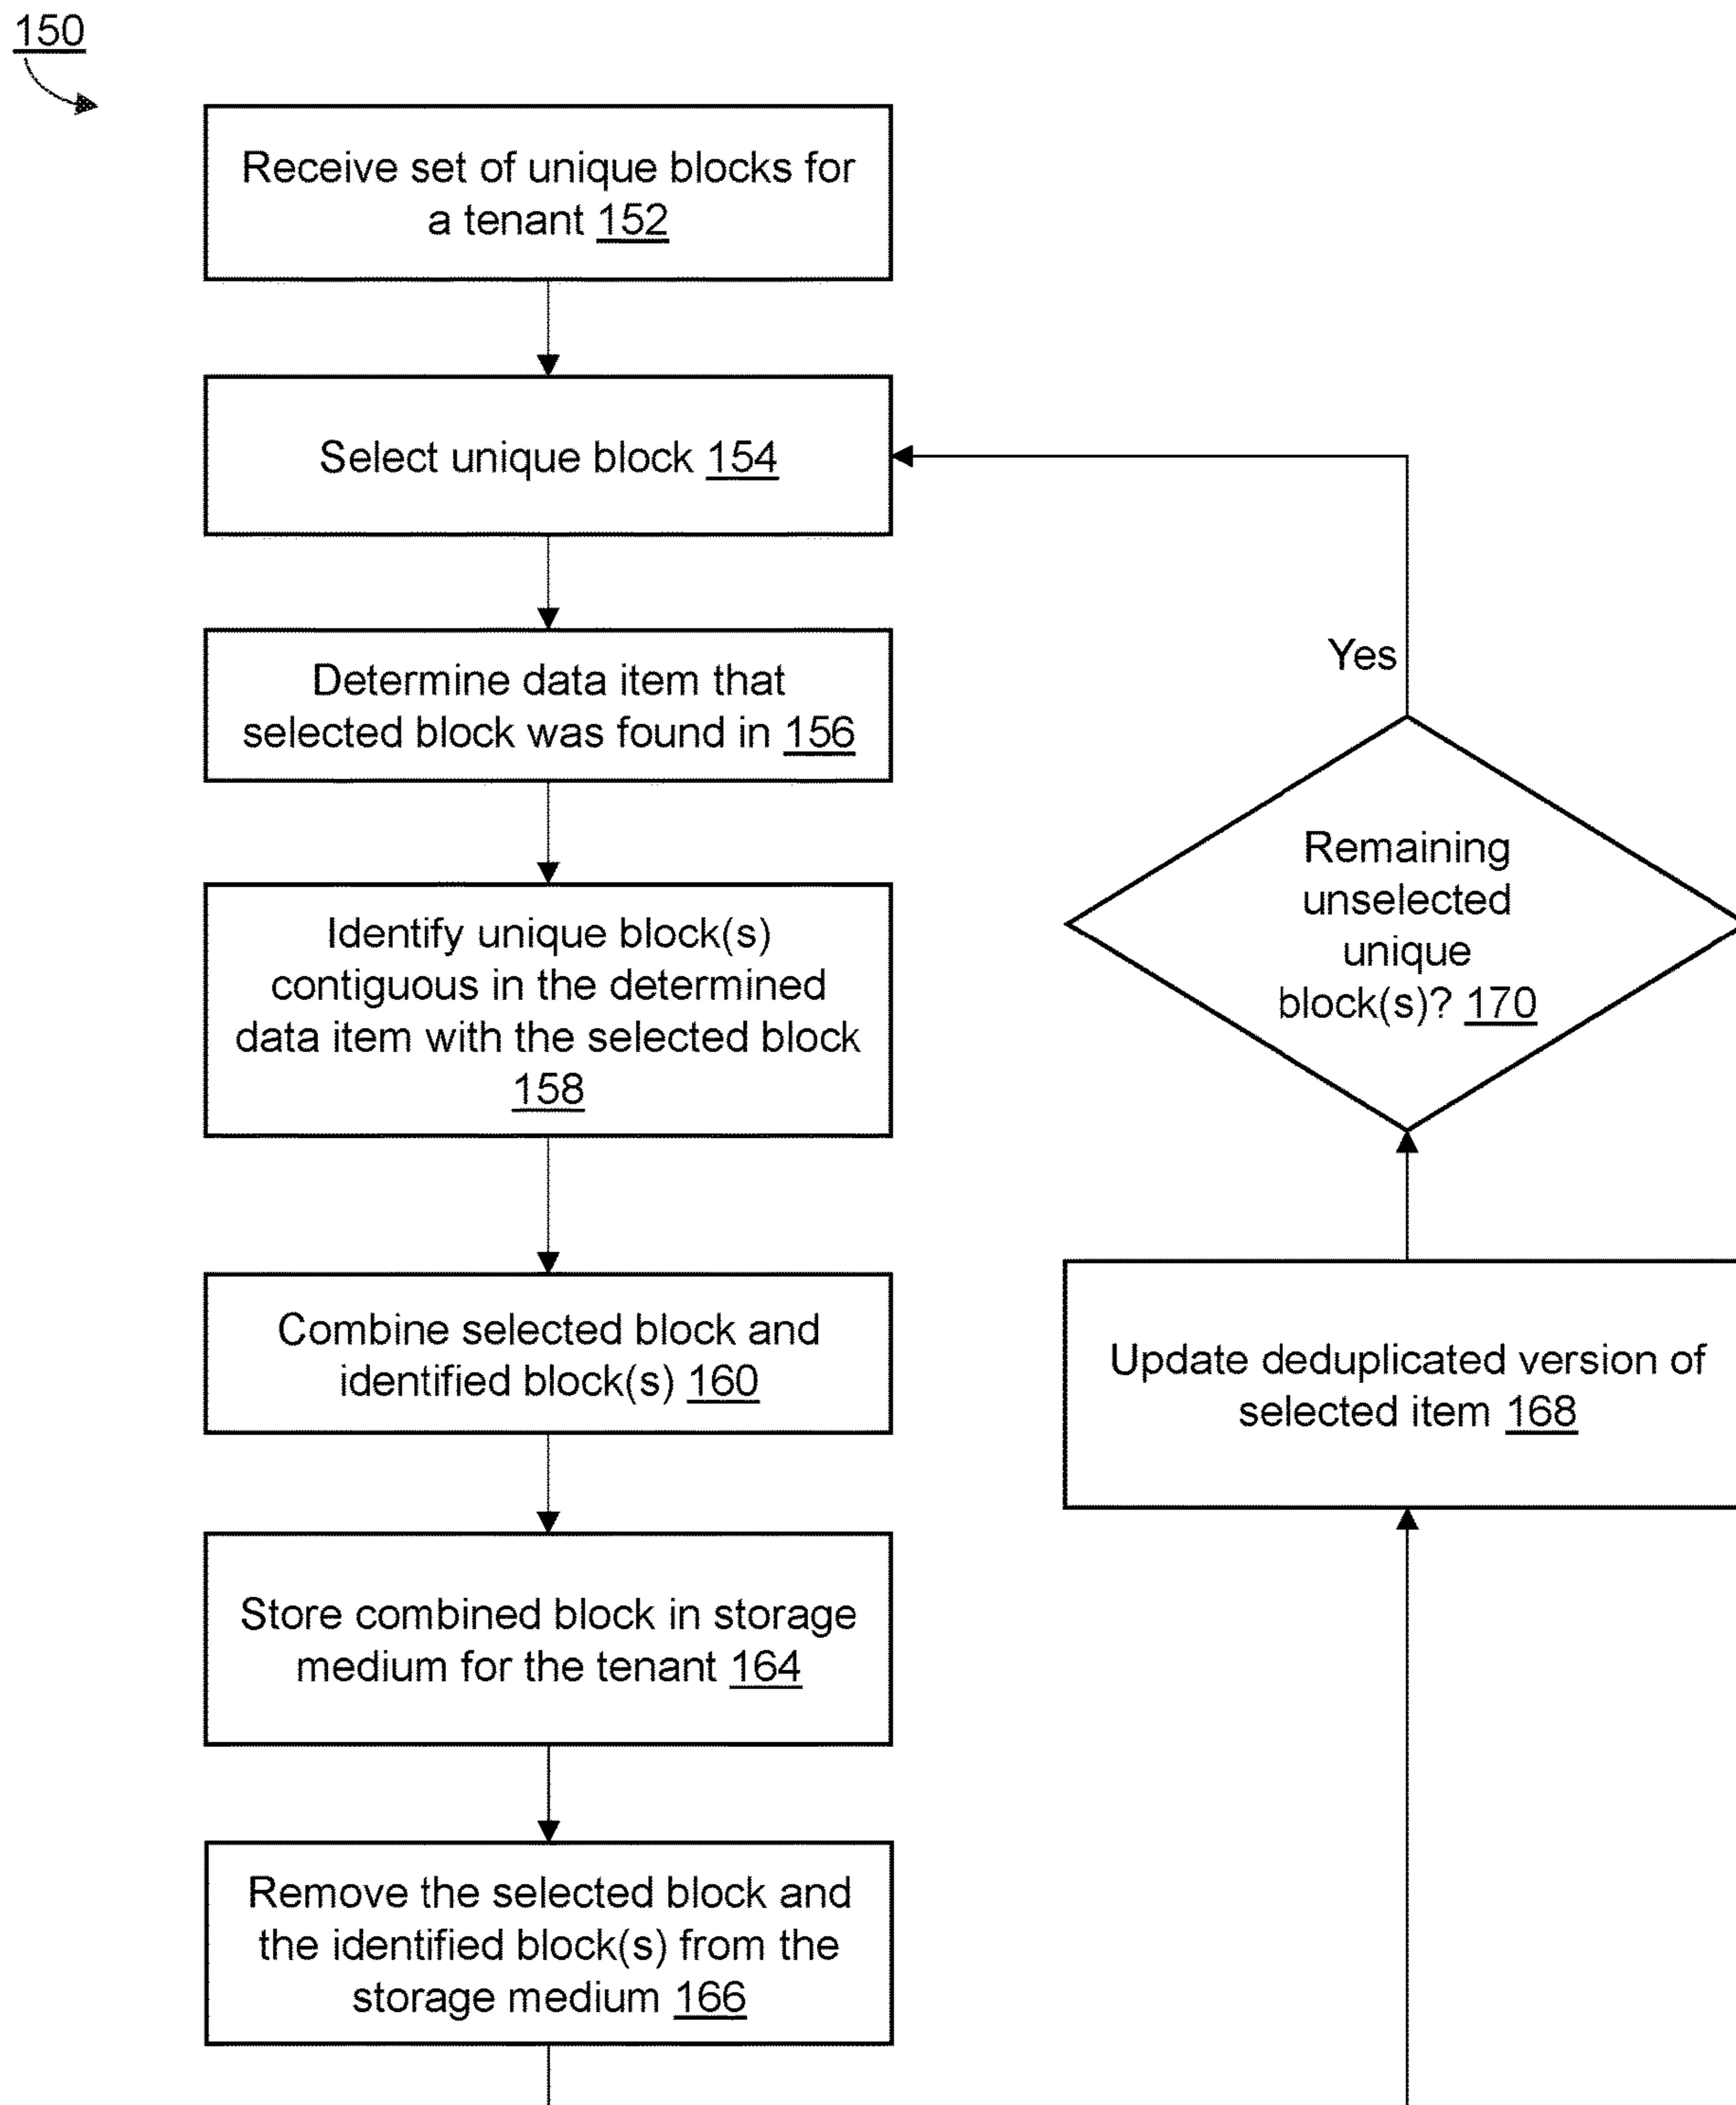 150
Receive set of unique blocks for
a tenant 152
Select unique block 154
Determine data item that
selected block was found in 156
Identify unique block(s)
contiguous in the determined
data item with the selected block
158
Combine selected block and
identified block(s) 160
Store combined block in storage
medium for the tenant 164
Remove the selected block and
the identified block(s) from the
storage medium 166
Yes
Remaining
unselected
unique
block(s)? 170
Update deduplicated version of
selected item 168